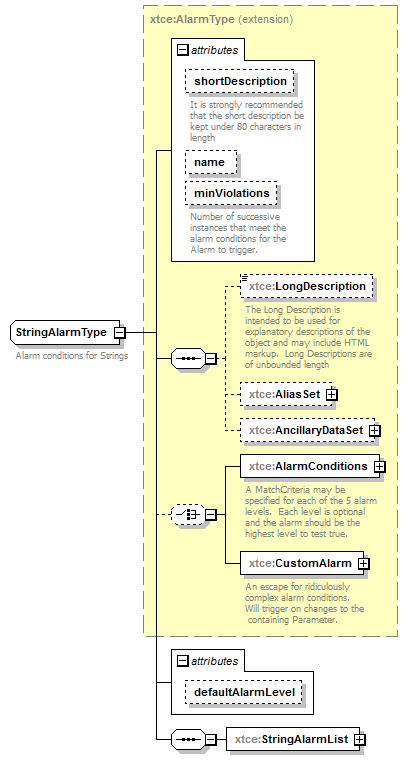 xtce:AlarmType (extension)
attributes
shortDescription
It is strongly recommended
that the short description be
kept under 80 characters in
length
name
minViolations
Number of successive
instances that meet the
alarm conditions for the
Alarm to trigger.
xtce:LongDescription
The Long Description is
intended to be used for
explanatory descriptions of the
object and may include HTML
markup.  Long Descriptions are
of unbounded length
StringAlarmType
Alarm conditions for Strings
xtce:AliasSet
xtce:AncillaryDataSet
xtce:AlarmConditions
A MatchCriteria may be
specified for each of the 5 alarm
levels.  Each level is optional
and the alarm should be the
highest level to test true.
xtce:CustomAlarm
An escape for ridiculously
complex alarm conditions.
Will trigger on changes to the
containing Parameter.
attributes
defaultAlarmLevel
xtce:StringAlarmList